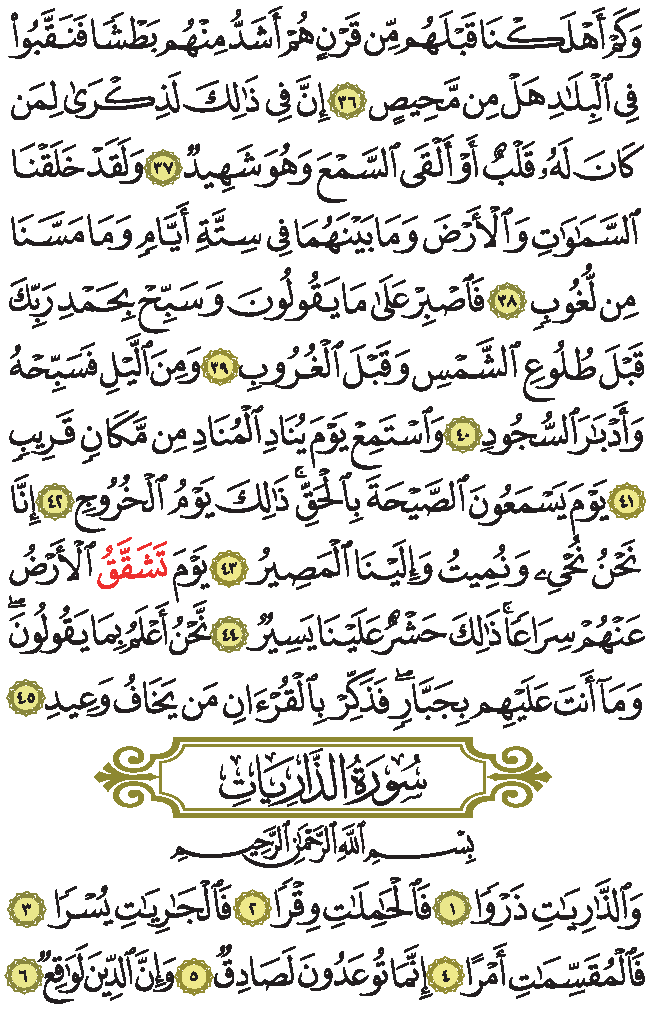 وَكَمْ أَهْلَكْنَا قَبْلَهُم مِّن قَرْنٍ هُمْ أَشَدُّ مِنْهُم بَطْشًا فَنَقَّبُوا۟
فِى ٱلْبِلَٰدِ هَلْ مِن مَّحِيصٍ ٣٦ إِنَّ فِى ذَٰلِكَ لَذِكْرَىٰ لِمَن
كَانَ لَهُۥ قَلْبٌ أَوْ أَلْقَى ٱلسَّمْعَ وَهُوَ شَهِيدٌ ٣٧ وَلَقَدْ خَلَقْنَا
ٱلسَّمَٰوَٰتِ وَٱلْأَرْضَ وَمَا بَيْنَهُمَا فِى سِتَّةِ أَيَّامٍ وَمَا مَسَّنَا
مِن لُّغُوبٍ ٣٨ فَٱصْبِرْ عَلَىٰ مَا يَقُولُونَ وَسَبِّحْ بِحَمْدِ رَبِّكَ
قَبْلَ طُلُوعِ ٱلشَّمْسِ وَقَبْلَ ٱلْغُرُوبِ ٣٩ وَمِنَ ٱلَّيْلِ فَسَبِّحْهُ
وَأَدْبَٰرَ ٱلسُّجُودِ ٤٠ وَٱسْتَمِعْ يَوْمَ يُنَادِ ٱلْمُنَادِ مِن مَّكَانٍ قَرِيبٍ
٤١ يَوْمَ يَسْمَعُونَ ٱلصَّيْحَةَ بِٱلْحَقِّ ۚ ذَٰلِكَ يَوْمُ ٱلْخُرُوجِ ٤٢ إِنَّا
نَحْنُ نُحْىِۦ وَنُمِيتُ وَإِلَيْنَا ٱلْمَصِيرُ ٤٣ يَوْمَ تَشَقَّقُ ٱلْأَرْضُ
عَنْهُمْ سِرَاعًا ۚ ذَٰلِكَ حَشْرٌ عَلَيْنَا يَسِيرٌ ٤٤ نَّحْنُ أَعْلَمُ بِمَا يَقُولُونَ ۖ
وَمَآ أَنتَ عَلَيْهِم بِجَبَّارٍ ۖ فَذَكِّرْ بِٱلْقُرْءَانِ مَن يَخَافُ وَعِيدِ ٤٥
سُورَةُ الذَّارِيَاتِ
بِسْمِ ٱللَّهِ ٱلرَّحْمَٰنِ ٱلرَّحِيمِ
وَٱلذَّٰرِيَٰتِ ذَرْوًا ١ فَٱلْحَٰمِلَٰتِ وِقْرًا ٢ فَٱلْجَٰرِيَٰتِ يُسْرًا ٣
فَٱلْمُقَسِّمَٰتِ أَمْرًا ٤ إِنَّمَا تُوعَدُونَ لَصَادِقٌ ٥ وَإِنَّ ٱلدِّينَ لَوَٰقِعٌ ٦